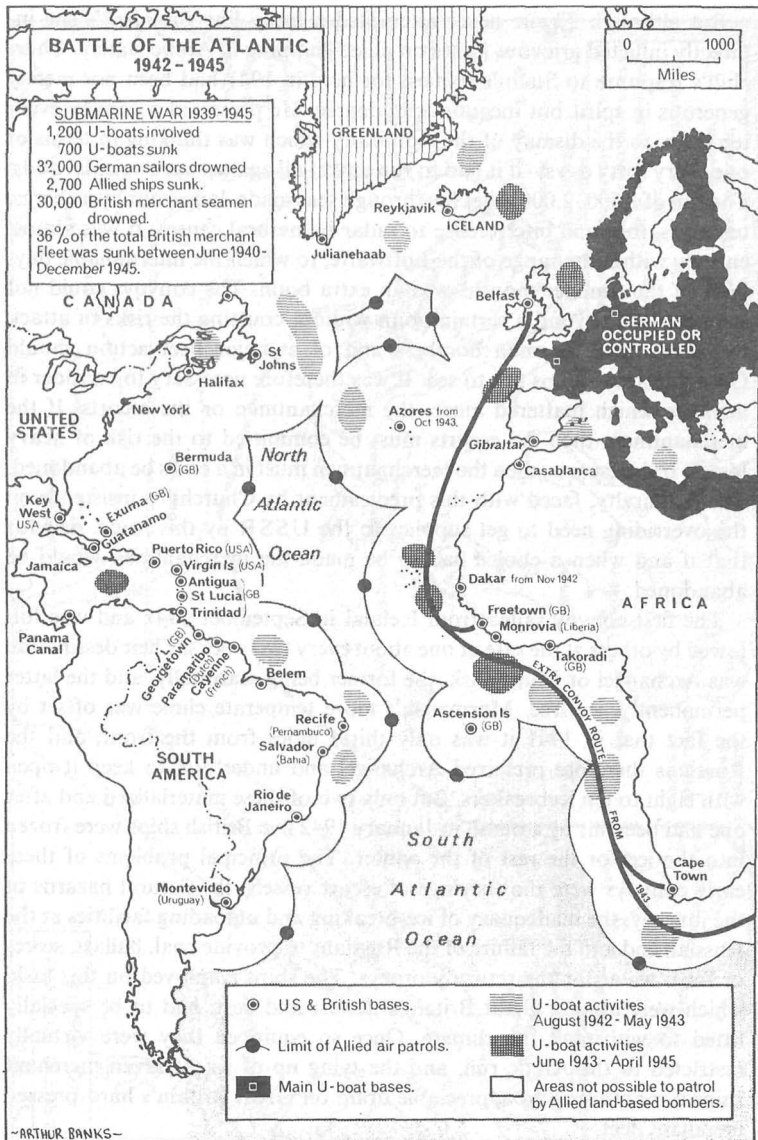 BATTLE OF THE ATLANTIC
1942-1945
SUBMARINE WAR 1939-1945
1,200 U-boats involved
700 U-boats sunk
32,000 German sailors drowned
2,700 Allied ships sunk.
30,000 British merchant seamen
drowned.
36% of the total British merchant
Fleet was sunk between June 1940-
December 1945.
0
1000
Miles
GREENLAND
Reykjavik
ICELAND
Julianehaab
CANADA
Belfast
GERMAN
OCCUPIED OR
CONTROLLED
St
Johns
Halifax
New York
UNITED
STATES
Azores from
Oct 1943.
Gibraltar
Casablanca
Bermuda
(GB)
North
Atlantic
Ocean
Key
West
USA
Exuma (GB)
Guatanamo
Jamaica
Puerto Rico (USA)
Virgin Is (USA)
Antigua
St Lucia (GB)
Trinidad
Panama
Canal
Dakar from Nov 1942
AFRICA
Freetown (GB)
Monrovia (Liberia)
Takoradi
(GB)
Georgetown
(GB)
Paramaribo
(Dutch)
Cayenne
(French)
Belem
EXTRA CONVOY ROUTE FROM 1943
Ascension Is (GB)
Recife
(Pernambuco)
Salvador
(Bahia)
SOUTH
AMERICA
Rio de
Janeiro
South
Atlantic
Ocean
Cape
Town
Montevideo
(Uruguay)
US & British bases.
Limit of Allied air patrols.
Main U-boat bases.
U-boat activities
August 1942 - May 1943
U-boat activities
June 1943 - April 1945
Areas not possible to patrol
by Allied land-based bombers.
~ARTHUR BANKS~